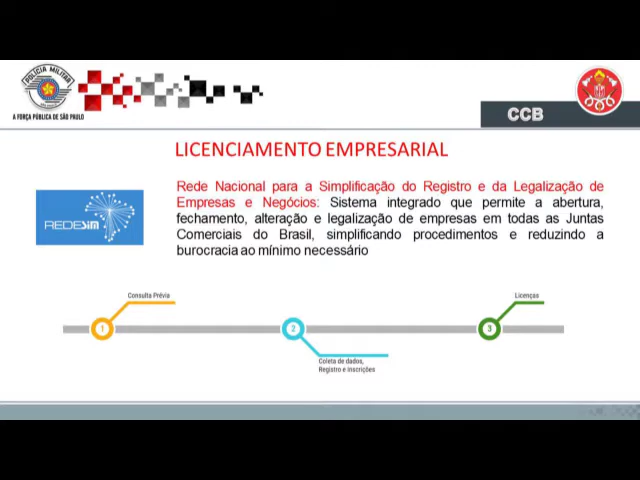 POLÍCIA MILITAR
SÃO PAULO
A FORÇA PÚBLICA DE SÃO PAULO
CCB
LICENCIAMENTO EMPRESARIAL
Rede Nacional para a Simplificação do Registro e da Legalização de
Empresas e Negócios: Sistema integrado que permite a abertura,
fechamento, alteração e legalização de empresas em todas as Juntas
Comerciais do Brasil, simplificando procedimentos e reduzindo a
burocracia ao mínimo necessário
REDESIM
Consulta Prévia
Licenças
1
2
3
Coleta de dados,
Registro e Inscrições